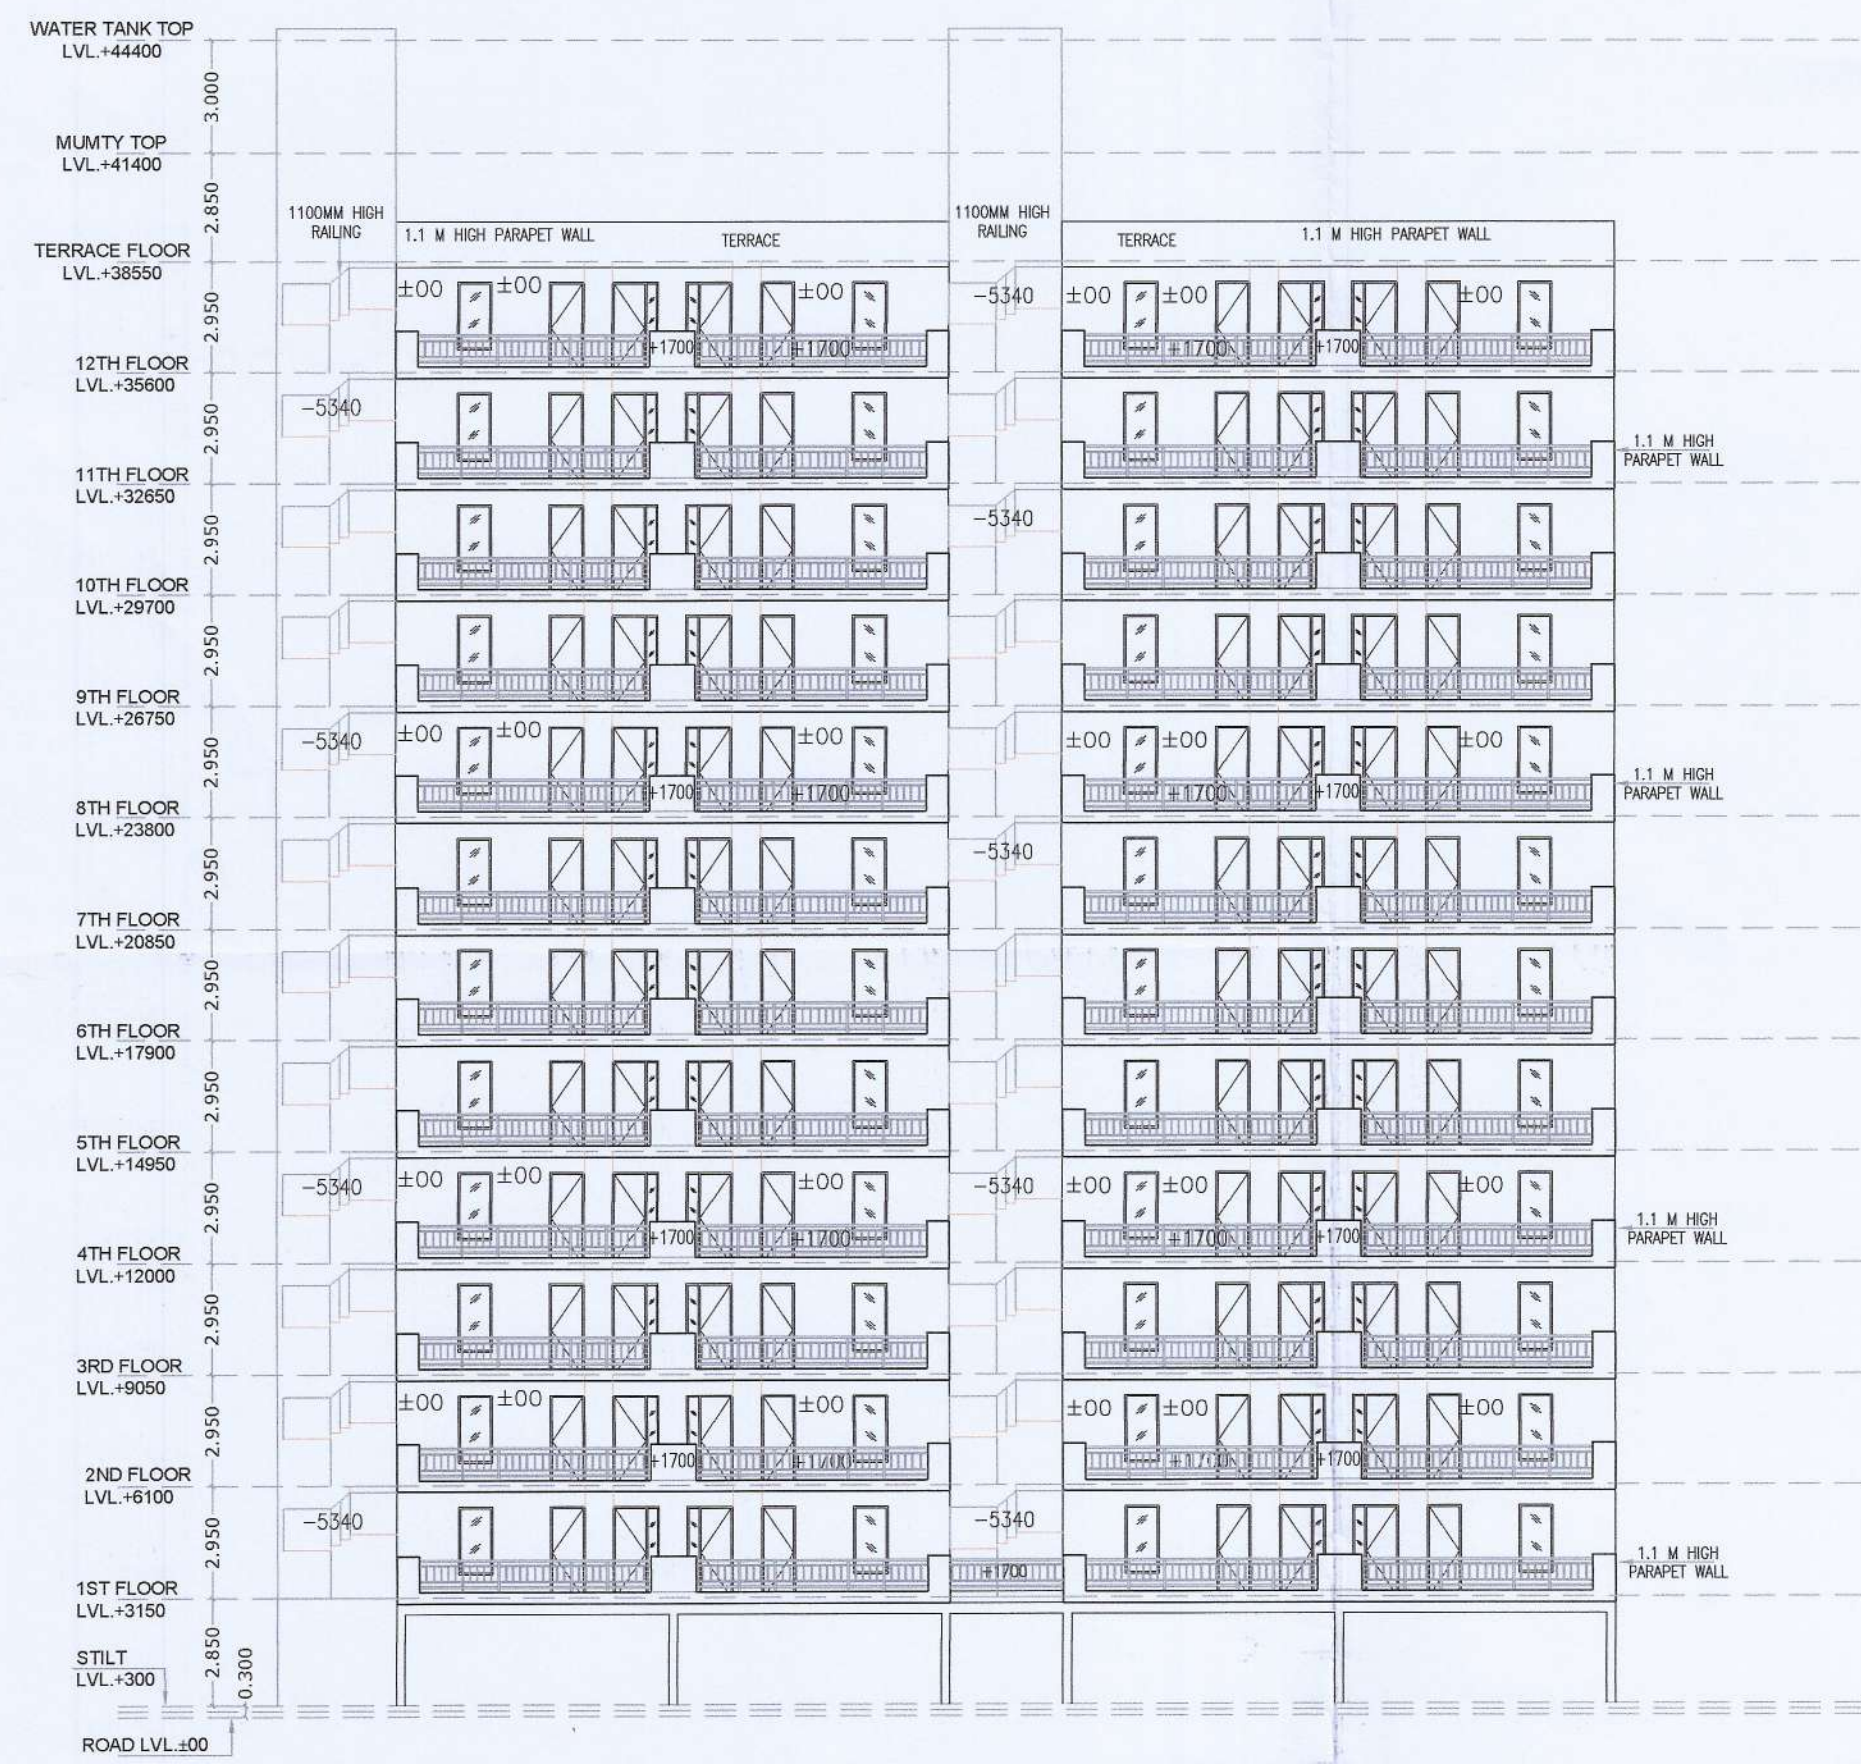 WATER TANK TOP
LVL.+44400
3.000
MUMTY TOP
LVL.+41400
2.850
1100MM HIGH
RAILING
1.1 M HIGH PARAPET WALL
TERRACE
1100MM HIGH
RAILING
TERRACE
1.1 M HIGH PARAPET WALL
TERRACE FLOOR
LVL.+38550
±00 ±00 ±00 -5340 ±00 ±00 ±00
2.950
+1700 +1700 +1700 +1700
12TH FLOOR
LVL.+35600
-5340
2.950
1.1 M HIGH
PARAPET WALL
11TH FLOOR
LVL.+32650
-5340
2.950
10TH FLOOR
LVL.+29700
2.950
9TH FLOOR
LVL.+26750
-5340 ±00 ±00 ±00 ±00 ±00 ±00
2.950
+1700 +1700 +1700 +1700
1.1 M HIGH
PARAPET WALL
8TH FLOOR
LVL.+23800
-5340
2.950
7TH FLOOR
LVL.+20850
2.950
6TH FLOOR
LVL.+17900
2.950
5TH FLOOR
LVL.+14950
-5340 ±00 ±00 ±00 -5340 ±00 ±00 ±00
2.950
+1700 +1700 +1700 +1700
1.1 M HIGH
PARAPET WALL
4TH FLOOR
LVL.+12000
2.950
3RD FLOOR
LVL.+9050
±00 ±00 ±00 ±00 ±00 ±00
2.950
+1700 +1700 +1700 +1700
2ND FLOOR
LVL.+6100
-5340 -5340
2.950
+1700
1.1 M HIGH
PARAPET WALL
1ST FLOOR
LVL.+3150
2.850
STILT
LVL.+300
0.300
ROAD LVL.±00